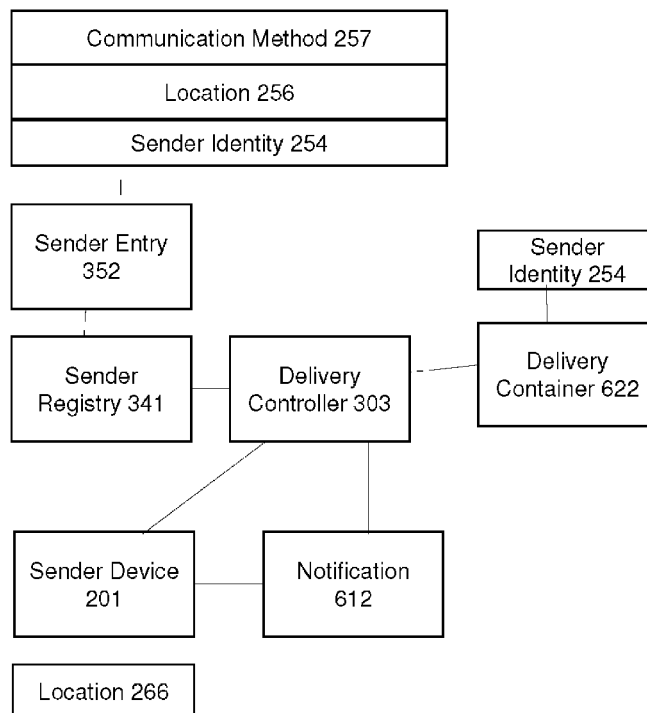 Communication Method 257
Location 256
Sender Identity 254
Sender Entry
352
Sender
Identity 254
Sender
Registry 341
Delivery
Controller 303
Delivery
Container 622
Sender Device
201
Notification
612
Location 266